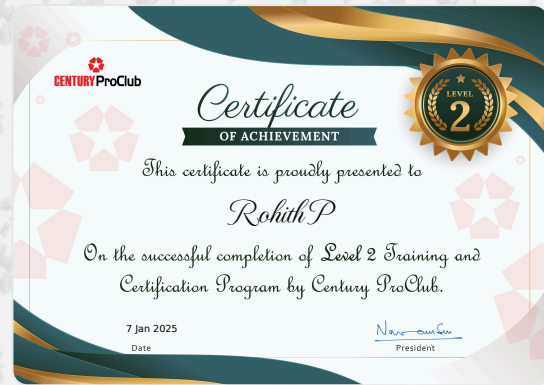 CENTURY ProClub
LEVEL
2
Certificate
OF ACHIEVEMENT
This certificate is proudly presented to
Rohith P
On the successful completion of Level 2 Training and
Certification Program by Century ProClub.
7 Jan 2025
Date
President